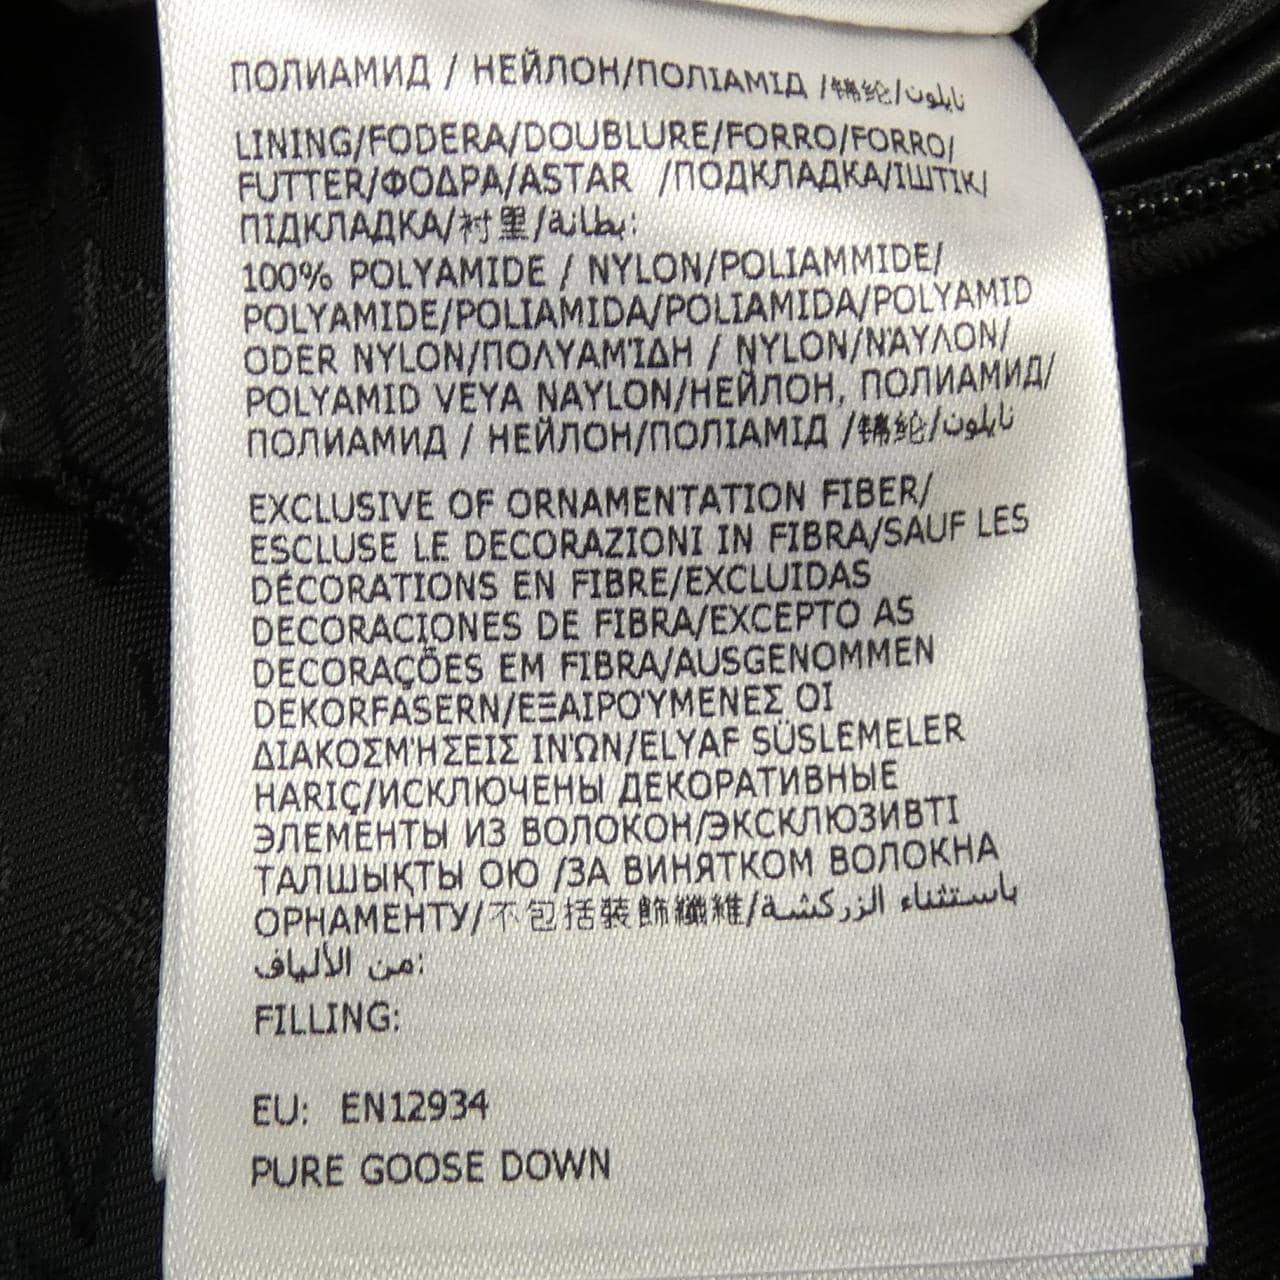 ПОЛИАМИД / НЕЙЛОН/ПОЛІАМІД /锦纶/نايلون
LINING/FODERA/DOUBLURE/FORRO/FORRO/
FUTTER/ΦΟΔΡΑ/ASTAR /ПОДКЛАДКА/ІШТІК/
ПІДКЛАДКА/衬里/بطانة:
100% POLYAMIDE / NYLON/POLIAMMIDE/
POLYAMIDE/POLIAMIDA/POLIAMIDA/POLYAMID
ODER NYLON/ΠΟΛΥΑΜΊΔΗ / NYLON/ΝΆΥΛΟΝ/
POLYAMID VEYA NAYLON/НЕЙЛОН, ПОЛИАМИД/
ПОЛИАМИД / НЕЙЛОН/ПОЛІАМІД /锦纶/نايلون
EXCLUSIVE OF ORNAMENTATION FIBER/
ESCLUSE LE DECORAZIONI IN FIBRA/SAUF LES
DÉCORATIONS EN FIBRE/EXCLUIDAS
DECORACIONES DE FIBRA/EXCEPTO AS
DECORAÇÕES EM FIBRA/AUSGENOMMEN
DEKORFASERN/ΕΞΑΙΡΟΎΜΕΝΕΣ ΟΙ
ΔΙΑΚΟΣΜΉΣΕΙΣ ΙΝΏΝ/ELYAF SÜSLEMELER
HARIÇ/ИСКЛЮЧЕНЫ ДЕКОРАТИВНЫЕ
ЭЛЕМЕНТЫ ИЗ ВОЛОКОН/ЭКСКЛЮЗИВТІ
ТАЛШЫҚТЫ ОЮ /ЗА ВИНЯТКОМ ВОЛОКНА
ОРНАМЕНТУ/不包括裝飾纖維/باستثناء الزركشة
من الألياف:
FILLING:
EU: EN12934
PURE GOOSE DOWN